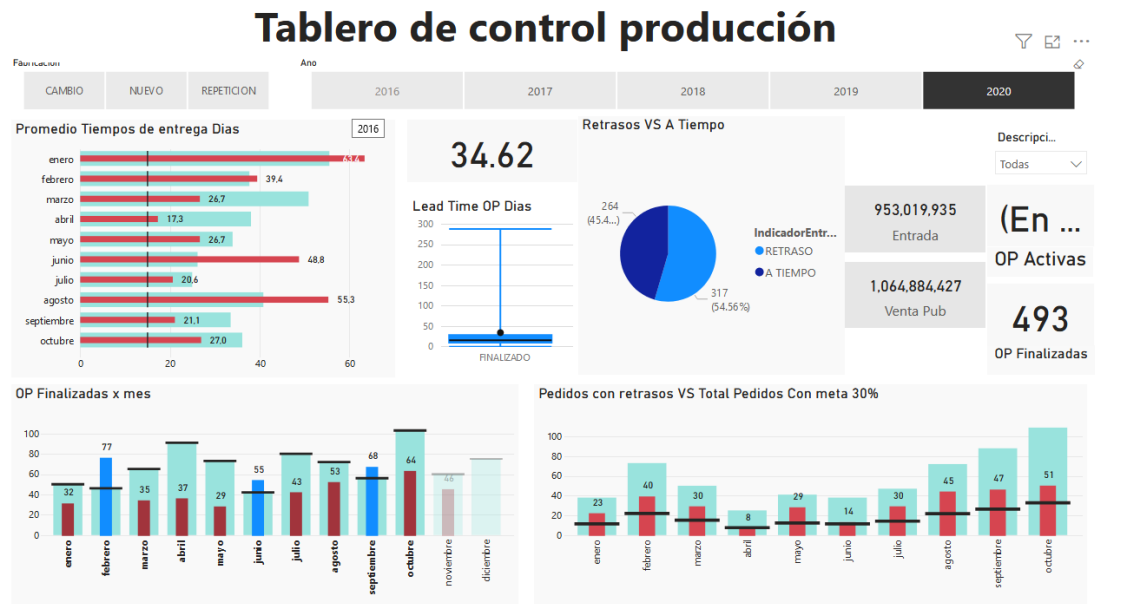 Tablero de control producción
Fabricación
Ano
CAMBIO
NUEVO
REPETICION
2016
2017
2018
2019
2020
Promedio Tiempos de entrega Dias
2016
enero
febrero
marzo
abril
mayo
junio
julio
agosto
septiembre
octubre
63,4
39,4
26,7
17,3
26,7
48,8
20,6
55,3
21,1
27,0
0
20
40
60
34.62
Lead Time OP Dias
300
250
200
150
100
50
0
FINALIZADO
Retrasos VS A Tiempo
264
(45.4...)
317
(54.56%)
IndicadorEntr...
RETRASO
A TIEMPO
953,019,935
Entrada
1,064,884,427
Venta Pub
Descripci...
Todas
(En ...
OP Activas
493
OP Finalizadas
OP Finalizadas x mes
100
80
60
40
20
0
32
77
35
37
29
55
43
53
68
64
46
enero
febrero
marzo
abril
mayo
junio
julio
agosto
septiembre
octubre
noviembre
diciembre
Pedidos con retrasos VS Total Pedidos Con meta 30%
100
80
60
40
20
0
23
40
30
8
29
14
30
45
47
51
enero
febrero
marzo
abril
mayo
junio
julio
agosto
septiembre
octubre